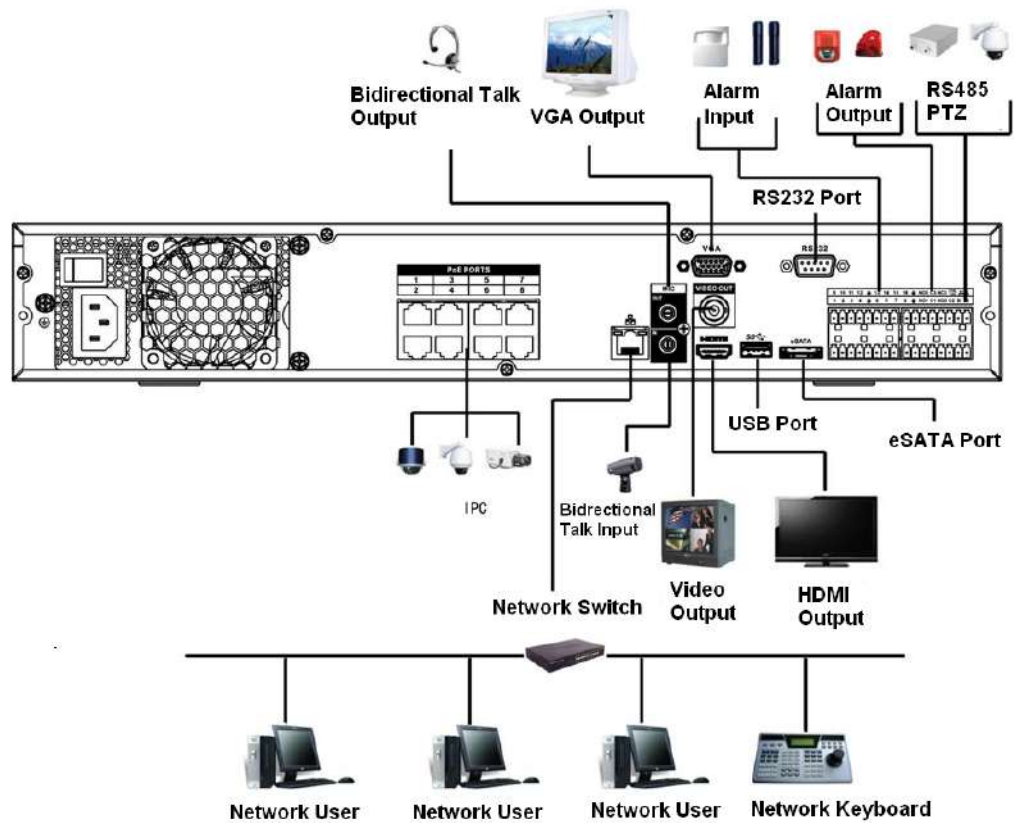 Bidirectional Talk
Output
VGA Output
Alarm
Input
Alarm
Output
RS485
PTZ
RS232 Port
VGA
RS232
PoE PORTS
1 3 5 7
2 4 6 8
OUT
VIDEO OUT
HDMI
eSATA
USB Port
eSATA Port
IPC
Bidrectional
Talk Input
Network Switch
Video
Output
HDMI
Output
Network User
Network User
Network User
Network Keyboard